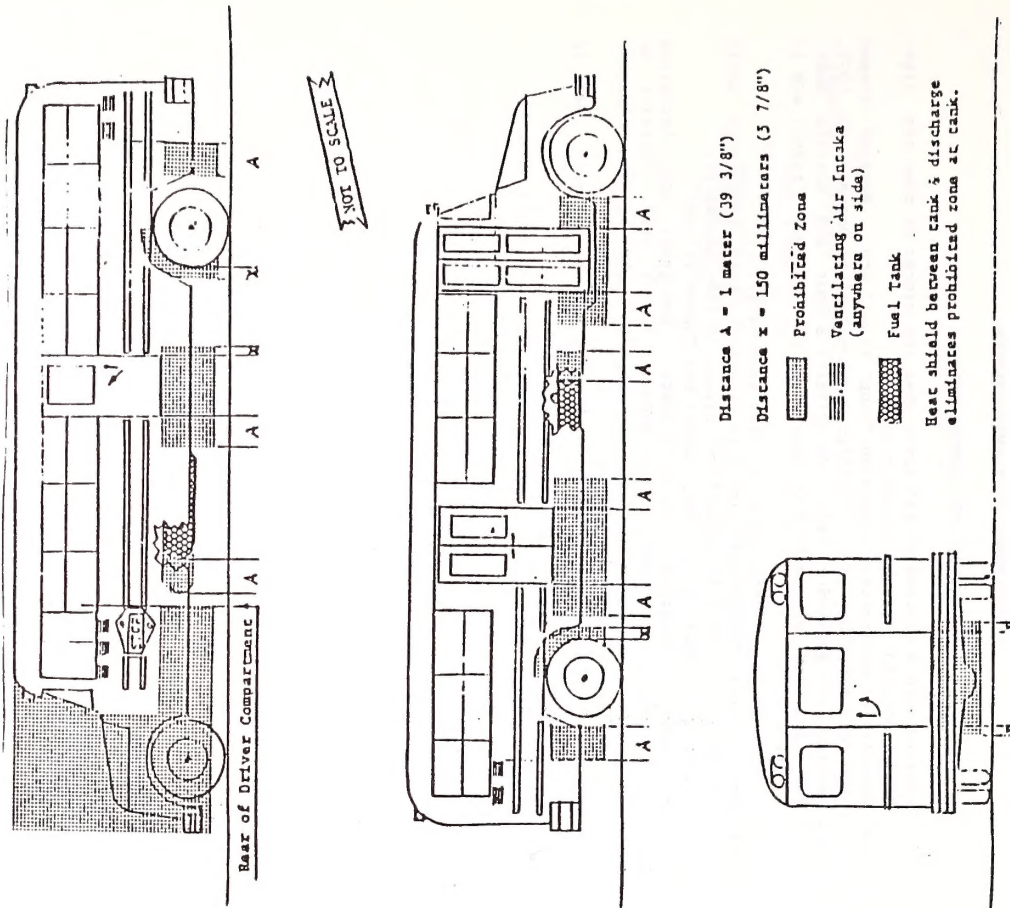 STOP
A A x x A
Rear of Driver Compartment
NOT TO SCALE
A x A A A A A
Distance A = 1 meter (39 3/8")
Distance x = 150 millimeters (5 7/8")
Prohibited Zone
Ventilating Air Intake
(anywhere on side)
Fuel Tank
Heat shield between tank & discharge
eliminates prohibited zone at tank.